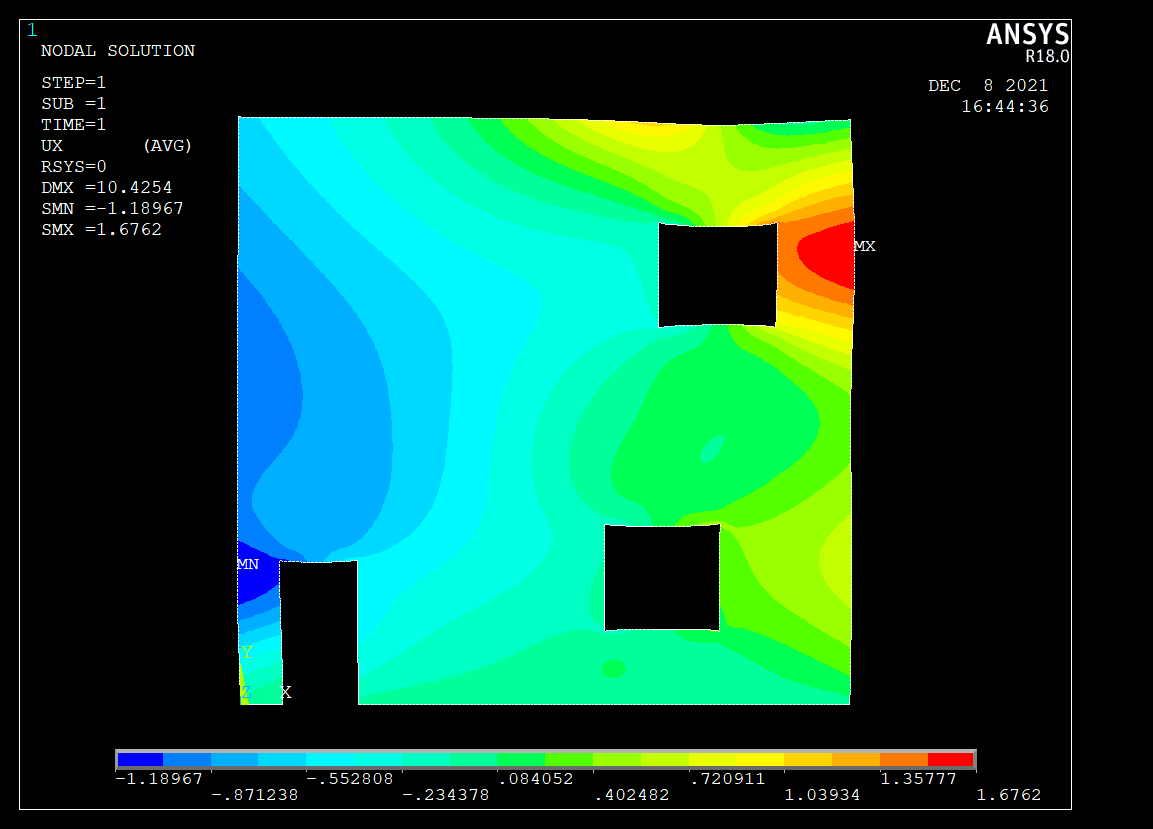 1
ANSYS
R18.0
NODAL SOLUTION
STEP=1
SUB =1
TIME=1
UX (AVG)
RSYS=0
DMX =10.4254
SMN =-1.18967
SMX =1.6762
DEC 8 2021
16:44:36
MX
MN
Y
Z X
-1.18967 -.552808 .084052 .720911 1.35777
-.871238 -.234378 .402482 1.03934 1.6762